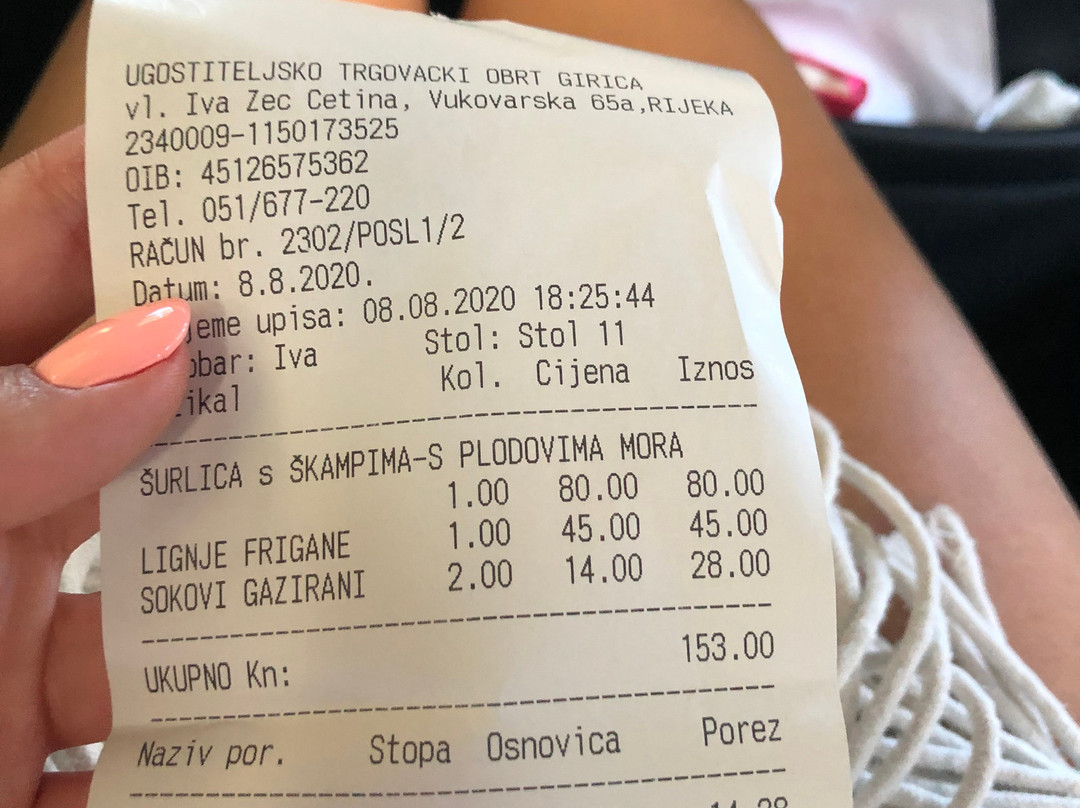 UGOSTITELJSKO TRGOVACKI OBRT GIRICA
vl. Iva Zec Cetina, Vukovarska 65a,RIJEKA
2340009-1150173525
OIB: 45126575362
Tel. 051/677-220
RAČUN br. 2302/POSL1/2
Datum: 8.8.2020.
jeme upisa: 08.08.2020 18:25:44
obar: Iva Stol: Stol 11
ikal Kol. Cijena Iznos
ŠURLICA s ŠKAMPIMA-S PLODOVIMA MORA
1.00 80.00 80.00
LIGNJE FRIGANE 1.00 45.00 45.00
SOKOVI GAZIRANI 2.00 14.00 28.00
UKUPNO Kn: 153.00
Naziv por. Stopa Osnovica Porez